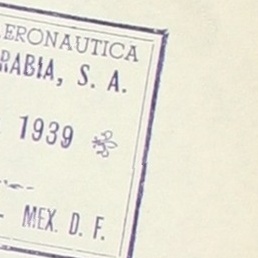 ERONAUTICA
RABIA, S. A.
1939
MEX. D. F.